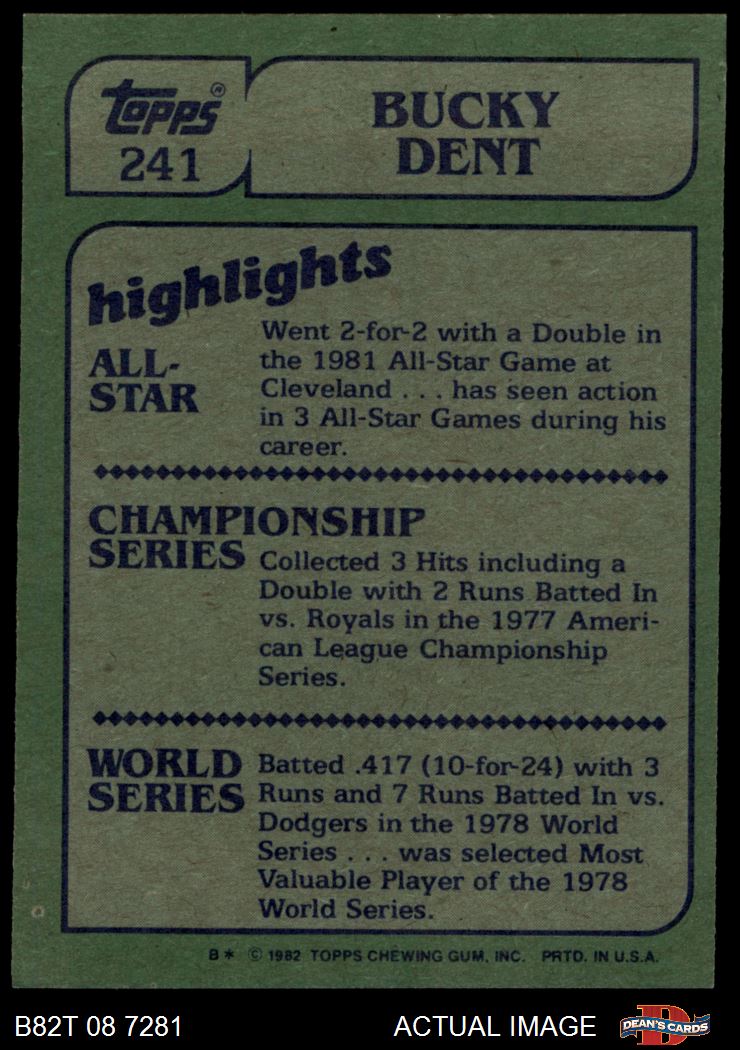 Topps®
241
BUCKY
DENT
highlights
ALL-
STAR
Went 2-for-2 with a Double in
the 1981 All-Star Game at
Cleveland . . . has seen action
in 3 All-Star Games during his
career.
CHAMPIONSHIP
SERIES
Collected 3 Hits including a
Double with 2 Runs Batted In
vs. Royals in the 1977 Ameri-
can League Championship
Series.
WORLD
SERIES
Batted .417 (10-for-24) with 3
Runs and 7 Runs Batted In vs.
Dodgers in the 1978 World
Series . . . was selected Most
Valuable Player of the 1978
World Series.
B* © 1982 TOPPS CHEWING GUM, INC. PRTD. IN U.S.A.
B82T 08 7281
ACTUAL IMAGE
D
DEAN'S CARDS